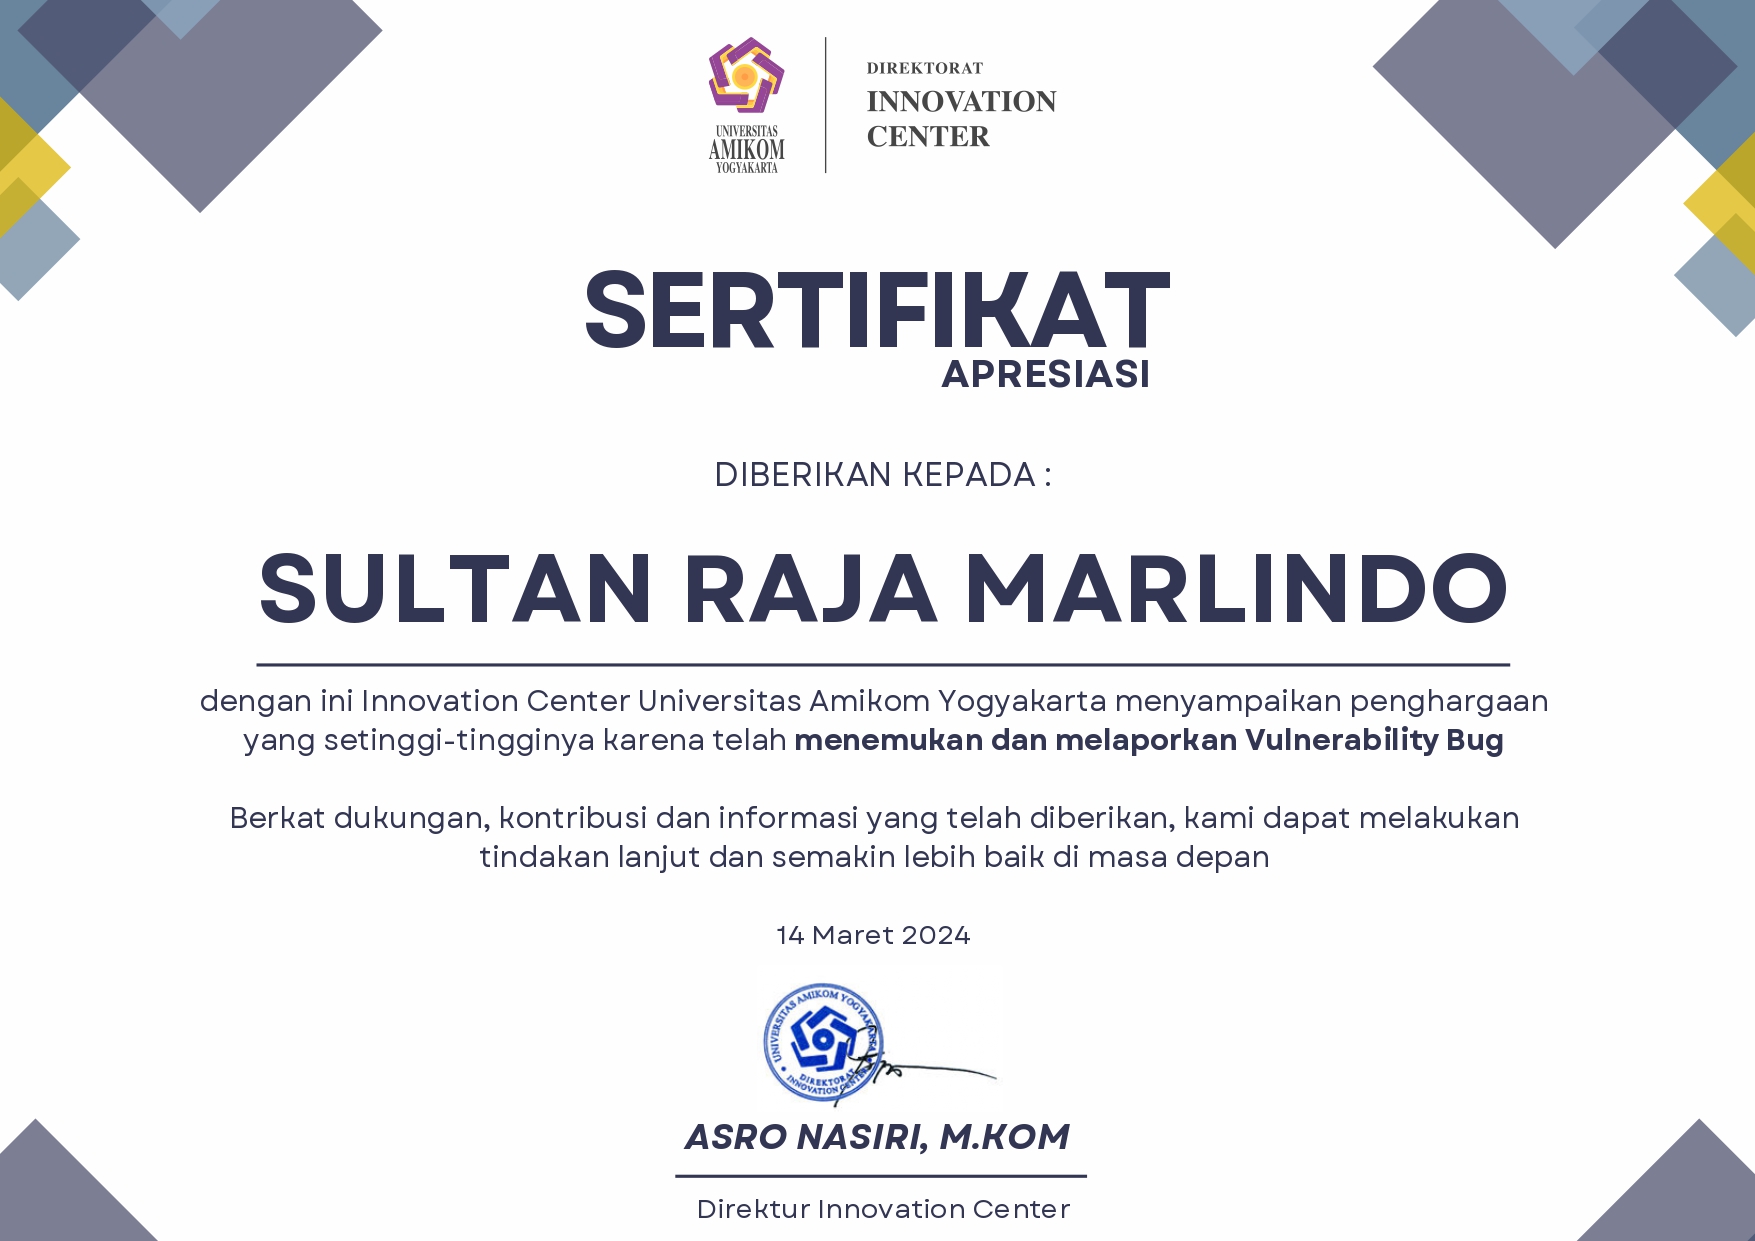 UNIVERSITAS
AMIKOM
YOGYAKARTA
DIREKTORAT
INNOVATION
CENTER
SERTIFIKAT
APRESIASI
DIBERIKAN KEPADA :
SULTAN RAJA MARLINDO
dengan ini Innovation Center Universitas Amikom Yogyakarta menyampaikan penghargaan
yang setinggi-tingginya karena telah menemukan dan melaporkan Vulnerability Bug
Berkat dukungan, kontribusi dan informasi yang telah diberikan, kami dapat melakukan
tindakan lanjut dan semakin lebih baik di masa depan
14 Maret 2024
UNIVERSITAS AMIKOM YOGYAKARTA
DIREKTORAT
INNOVATION CENTER
ASRO NASIRI, M.KOM
Direktur Innovation Center